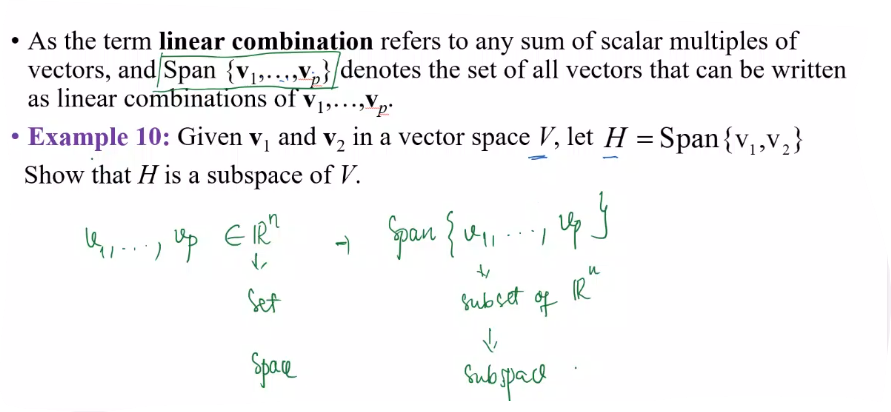 • As the term linear combination refers to any sum of scalar multiples of
vectors, and Span {v₁,...,vₚ} denotes the set of all vectors that can be written
as linear combinations of v₁,...,vₚ.
• Example 10: Given v₁ and v₂ in a vector space V, let H = Span{v₁,v₂}
Show that H is a subspace of V.
v₁, ..., vₚ ∈ ℝⁿ → Span {v₁, ..., vₚ}
↓ ↓
Set subset of ℝⁿ
↓
Space Subspace